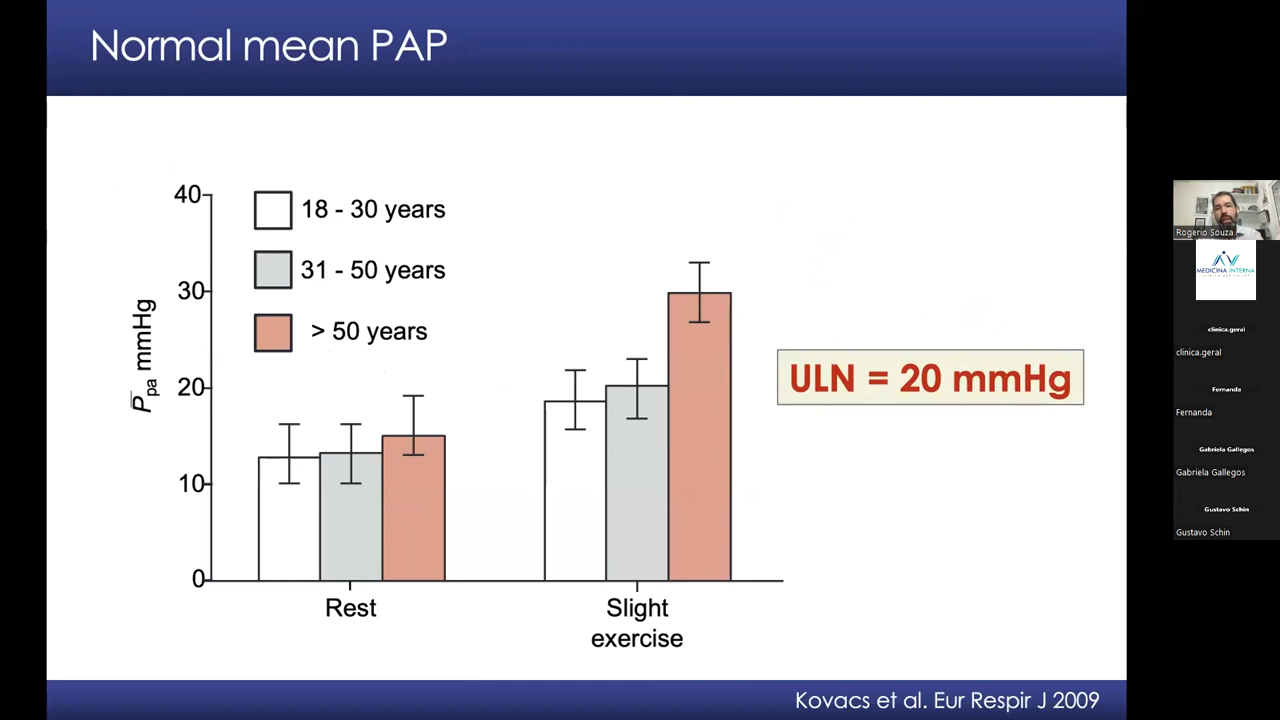 Normal mean PAP
40
30
20
10
0
P̅pa mmHg
18 - 30 years
31 - 50 years
> 50 years
Rest
Slight
exercise
ULN = 20 mmHg
Kovacs et al. Eur Respir J 2009
Rogerio Souza
MEDICINA INTERNA
clinica.geral
clinica.geral
Fernanda
Fernanda
Gabriela Gallegos
Gabriela Gallegos
Gustavo Schin
Gustavo Schin